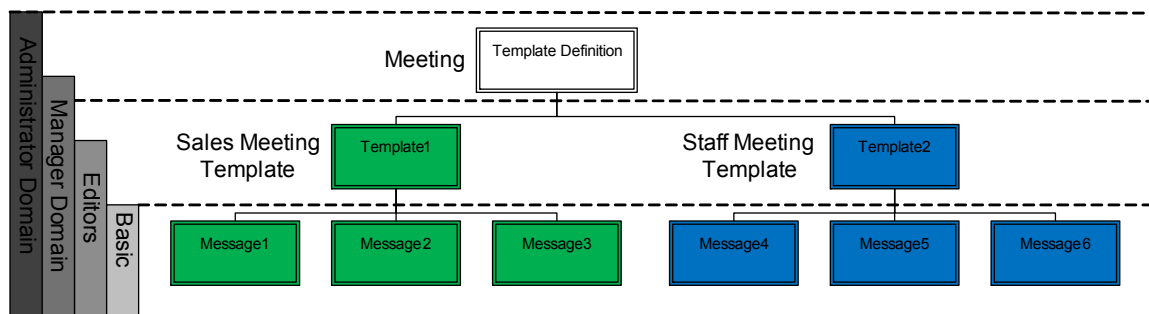 Administrator Domain
Manager Domain
Editors
Basic
Meeting
Template Definition
Sales Meeting
Template
Template1
Staff Meeting
Template
Template2
Message1
Message2
Message3
Message4
Message5
Message6